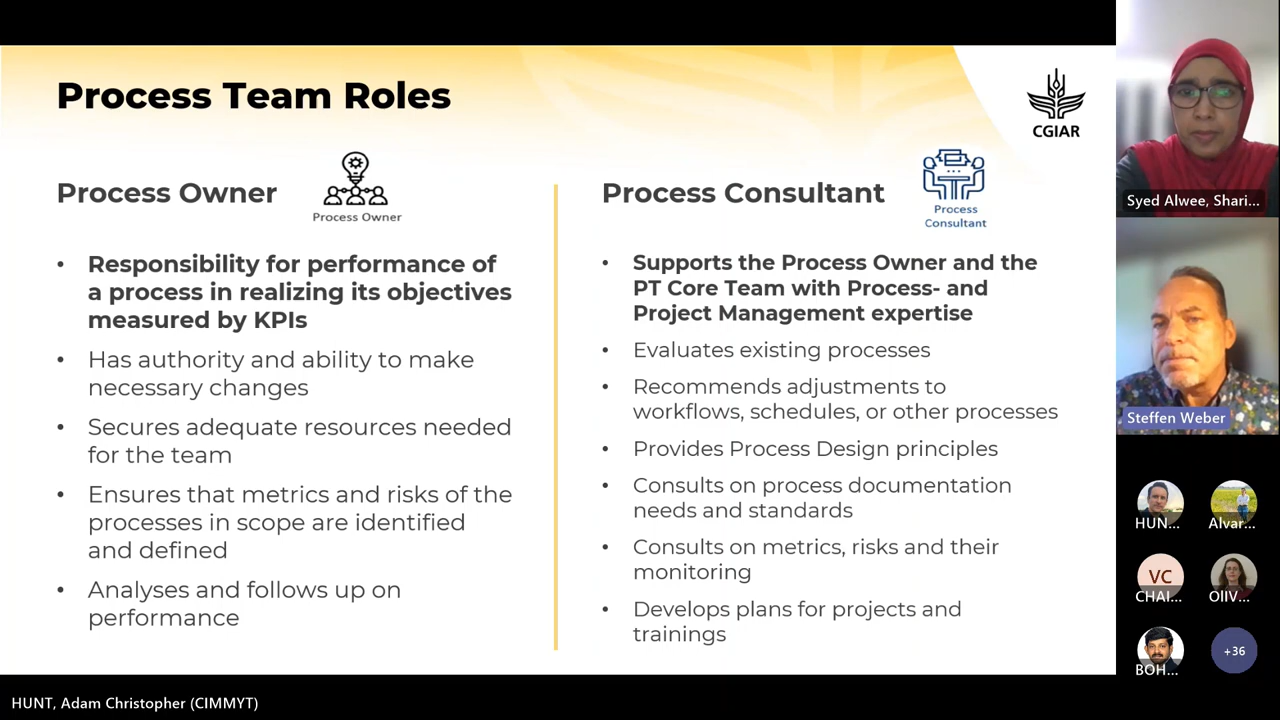 Process Team Roles
CGIAR
Process Owner
Process Owner
Process Consultant
Process
Consultant
• Responsibility for performance of
a process in realizing its objectives
measured by KPIs
• Has authority and ability to make
necessary changes
• Secures adequate resources needed
for the team
• Ensures that metrics and risks of the
processes in scope are identified
and defined
• Analyses and follows up on
performance
• Supports the Process Owner and the
PT Core Team with Process- and
Project Management expertise
• Evaluates existing processes
• Recommends adjustments to
workflows, schedules, or other processes
• Provides Process Design principles
• Consults on process documentation
needs and standards
• Consults on metrics, risks and their
monitoring
• Develops plans for projects and
trainings
Syed Alwee, Shari...
Steffen Weber
HUN...
Alvar...
VC
CHAI...
OlIV...
BOH...
+36
HUNT, Adam Christopher (CIMMYT)